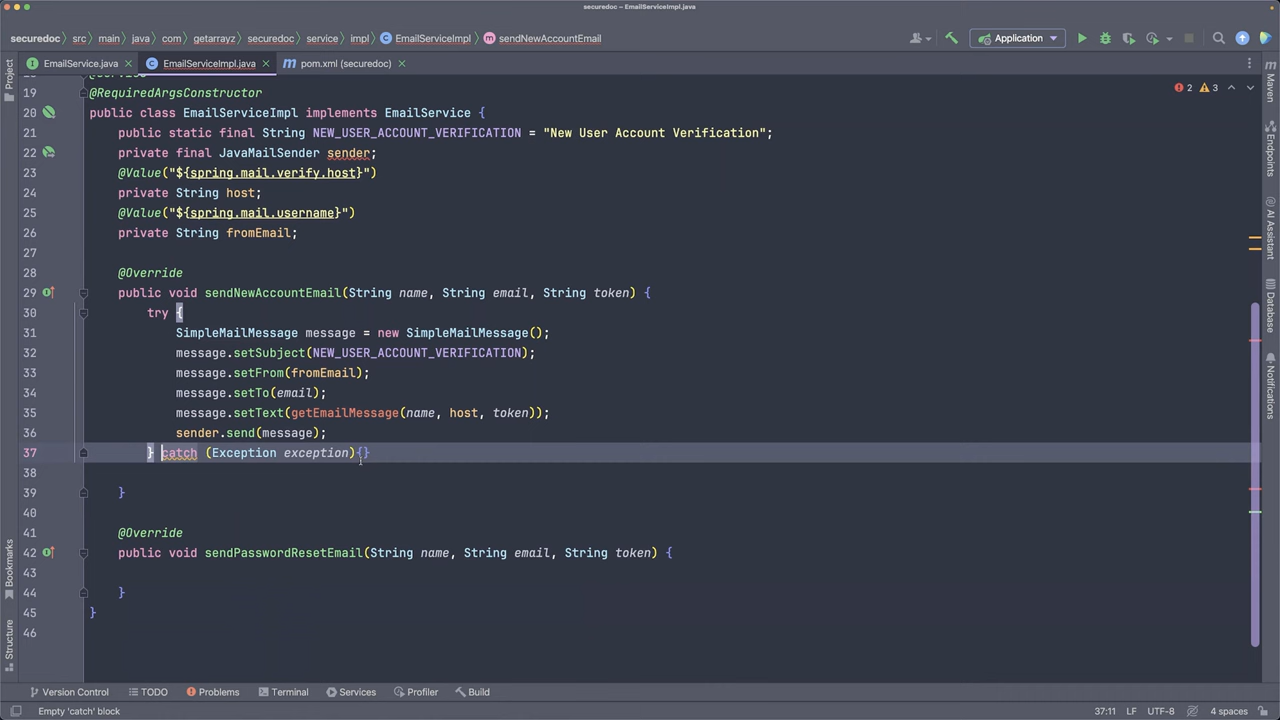 securedoc – EmailServiceImpl.java
securedoc src main java com getarrayz securedoc service impl EmailServiceImpl sendNewAccountEmail Application
EmailService.java EmailServiceImpl.java pom.xml (securedoc)
2 3
19 @RequiredArgsConstructor
20 public class EmailServiceImpl implements EmailService {
21 public static final String NEW_USER_ACCOUNT_VERIFICATION = "New User Account Verification";
22 private final JavaMailSender sender;
23 @Value("${spring.mail.verify.host}")
24 private String host;
25 @Value("${spring.mail.username}")
26 private String fromEmail;
27
28 @Override
29 public void sendNewAccountEmail(String name, String email, String token) {
30 try {
31 SimpleMailMessage message = new SimpleMailMessage();
32 message.setSubject(NEW_USER_ACCOUNT_VERIFICATION);
33 message.setFrom(fromEmail);
34 message.setTo(email);
35 message.setText(getEmailMessage(name, host, token));
36 sender.send(message);
37 } catch (Exception exception){}
38
39 }
40
41 @Override
42 public void sendPasswordResetEmail(String name, String email, String token) {
43
44 }
45 }
46
Project
Bookmarks
Structure
Maven
Endpoints
AI Assistant
Database
Notifications
Version Control TODO Problems Terminal Services Profiler Build
Empty 'catch' block 37:11 LF UTF-8 4 spaces